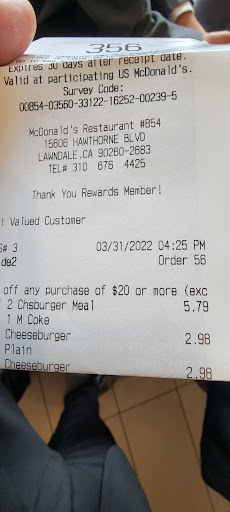 356
Expires 30 days after receipt date.
Valid at participating US McDonald's.
Survey Code:
00854-03560-33122-16252-00239-5
McDonald's Restaurant #854
15606 HAWTHORNE BLVD
LAWNDALE,CA 90260-2683
TEL# 310 675 4425
Thank You Rewards Member!
Valued Customer
S# 3 03/31/2022 04:25 PM
de2 Order 56
off any purchase of $20 or more (exc
2 Chsburger Meal 5.79
1 M Coke
Cheeseburger 2.98
Plain
Cheeseburger 2.98